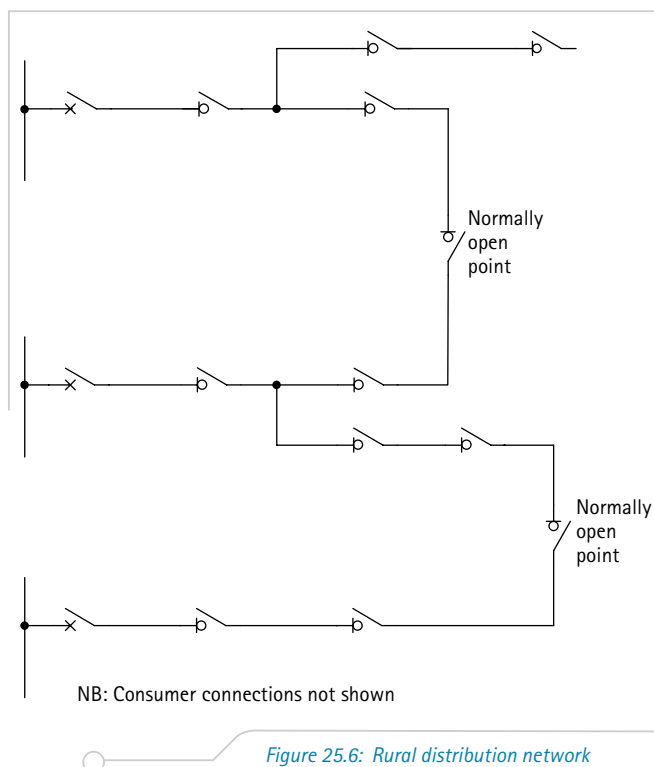 Normally
open
point
Normally
open
point
NB: Consumer connections not shown
Figure 25.6: Rural distribution network